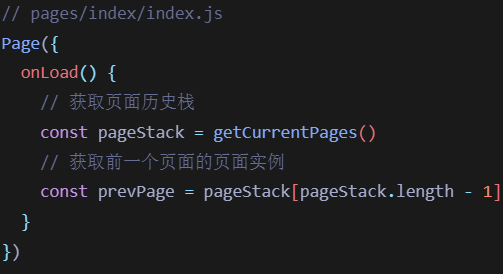 // pages/index/index.js
Page({
  onLoad() {
    // 获取页面历史栈
    const pageStack = getCurrentPages()
    // 获取前一个页面的页面实例
    const prevPage = pageStack[pageStack.length - 1]
  }
})